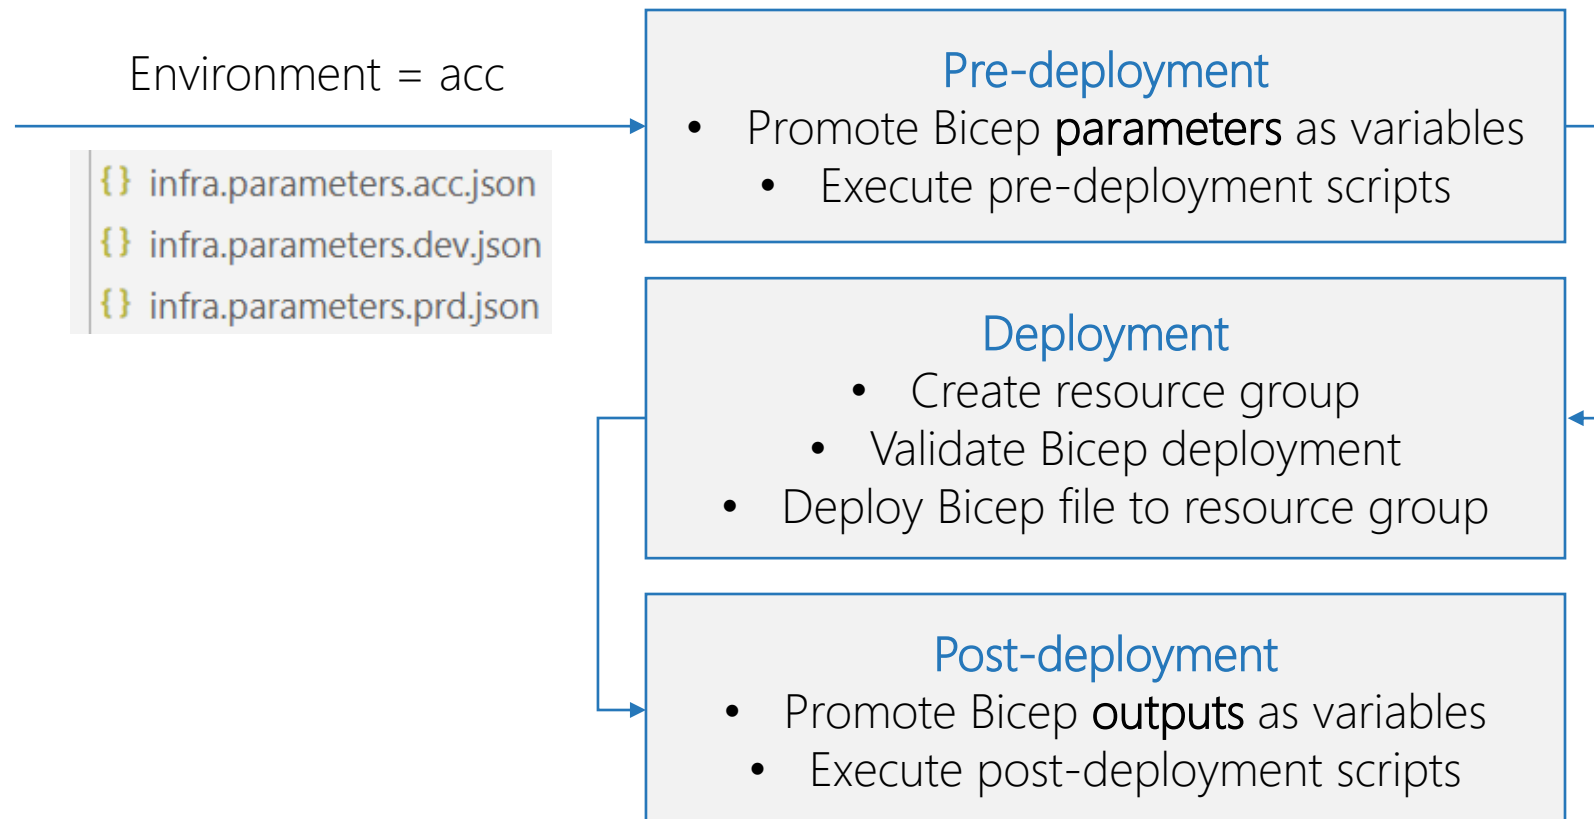 Environment = acc
{} infra.parameters.acc.json
{} infra.parameters.dev.json
{} infra.parameters.prd.json
Pre-deployment
• Promote Bicep parameters as variables
• Execute pre-deployment scripts
Deployment
• Create resource group
• Validate Bicep deployment
• Deploy Bicep file to resource group
Post-deployment
• Promote Bicep outputs as variables
• Execute post-deployment scripts